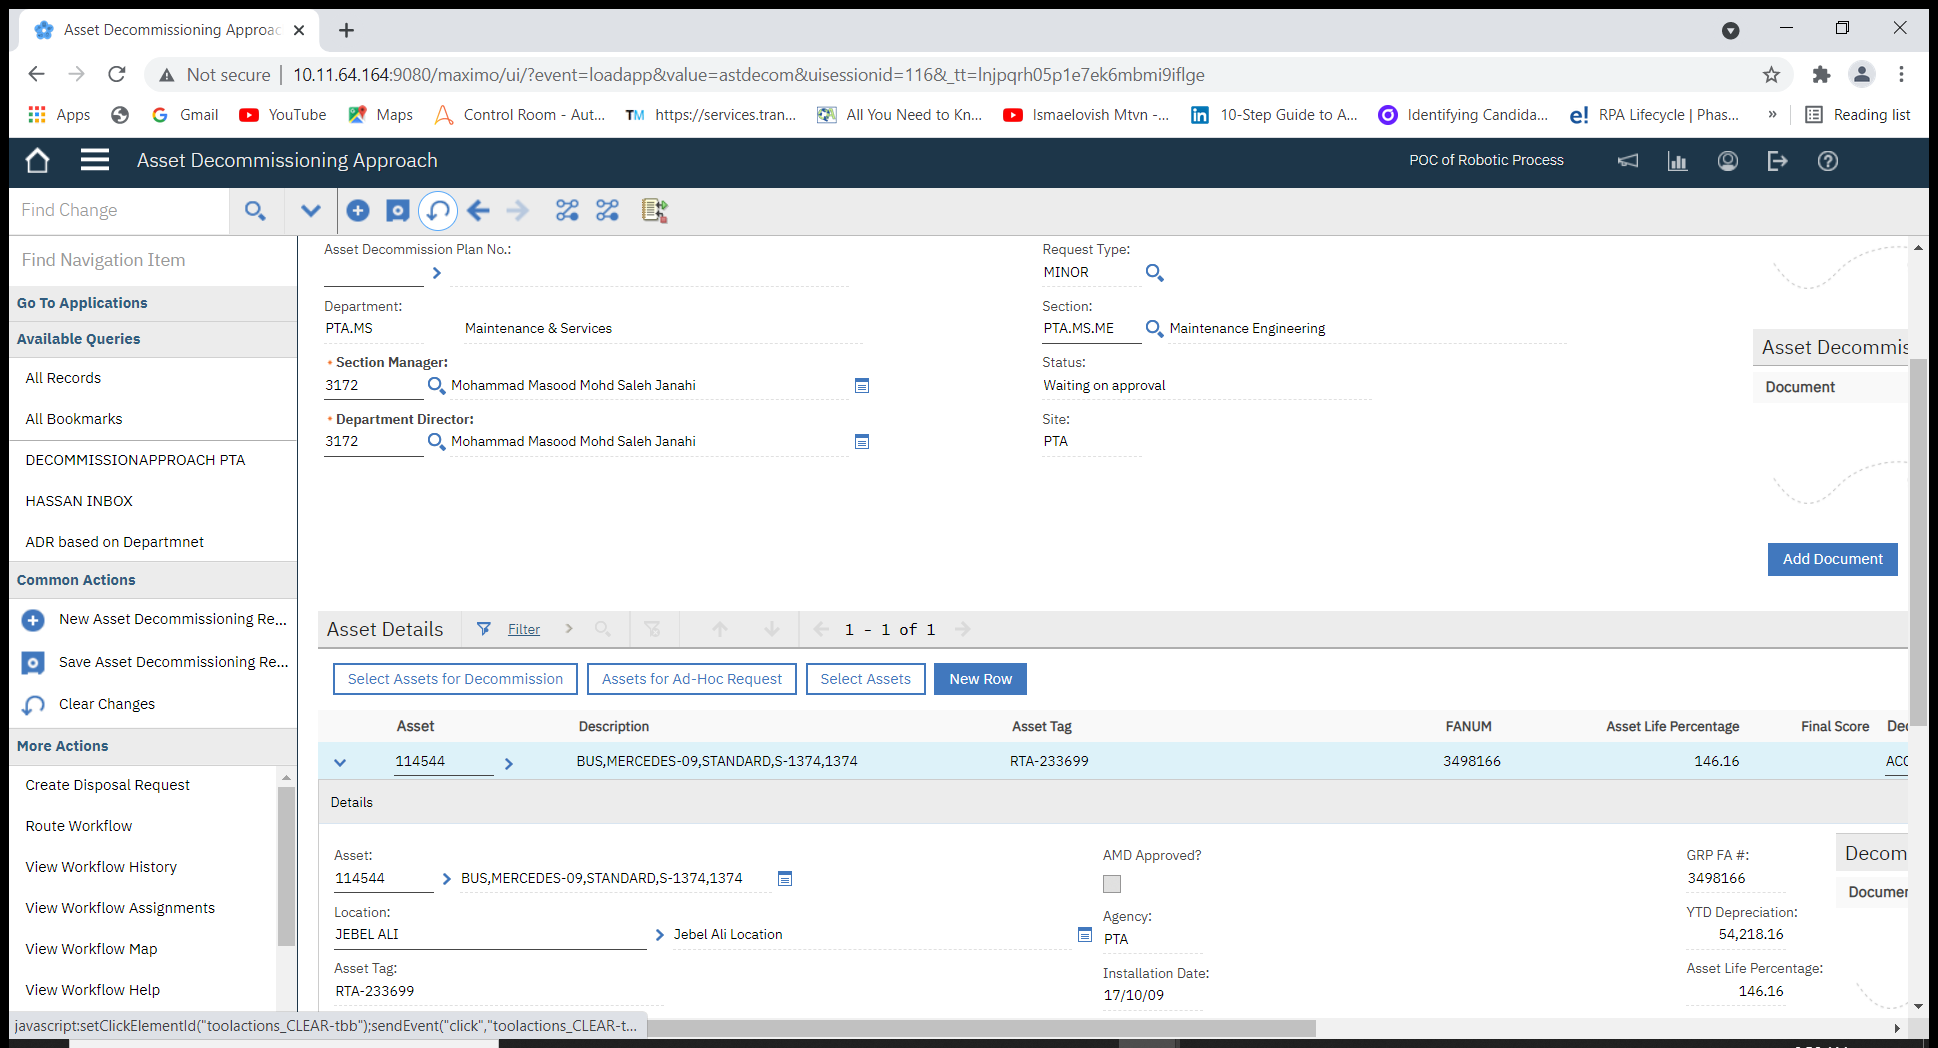 Asset Decommissioning Approac
Not secure | 10.11.64.164:9080/maximo/ui/?event=loadapp&value=astdecom&uisessionid=116&_tt=lnjpqrh05p1e7ek6mbmi9iflge
Apps Gmail YouTube Maps Control Room - Aut... TM https://services.tran... All You Need to Kn... Ismaelovish Mtvn -... 10-Step Guide to A... Identifying Candida... e! RPA Lifecycle | Phas... » Reading list
Asset Decommissioning Approach POC of Robotic Process
Find Change
Find Navigation Item
Go To Applications
Available Queries
All Records
All Bookmarks
DECOMMISSIONAPPROACH PTA
HASSAN INBOX
ADR based on Departmnet
Common Actions
New Asset Decommissioning Re...
Save Asset Decommissioning Re...
Clear Changes
More Actions
Create Disposal Request
Route Workflow
View Workflow History
View Workflow Assignments
View Workflow Map
View Workflow Help
javascript:setClickElementId("toolactions_CLEAR-tbb");sendEvent("click","toolactions_CLEAR-t...
Asset Decommission Plan No.:
Department:
PTA.MS Maintenance & Services
* Section Manager:
3172 Mohammad Masood Mohd Saleh Janahi
* Department Director:
3172 Mohammad Masood Mohd Saleh Janahi
Request Type:
MINOR
Section:
PTA.MS.ME Maintenance Engineering
Status:
Waiting on approval
Site:
PTA
Asset Decommis
Document
Add Document
Asset Details Filter 1 - 1 of 1
Select Assets for Decommission Assets for Ad-Hoc Request Select Assets New Row
Asset Description Asset Tag FANUM Asset Life Percentage Final Score Dec
114544 BUS,MERCEDES-09,STANDARD,S-1374,1374 RTA-233699 3498166 146.16 ACC
Details
Asset:
114544 BUS,MERCEDES-09,STANDARD,S-1374,1374
Location:
JEBEL ALI Jebel Ali Location
Asset Tag:
RTA-233699
AMD Approved?
Agency:
PTA
Installation Date:
17/10/09
GRP FA #:
3498166
YTD Depreciation:
54,218.16
Asset Life Percentage:
146.16
Decom
Documen